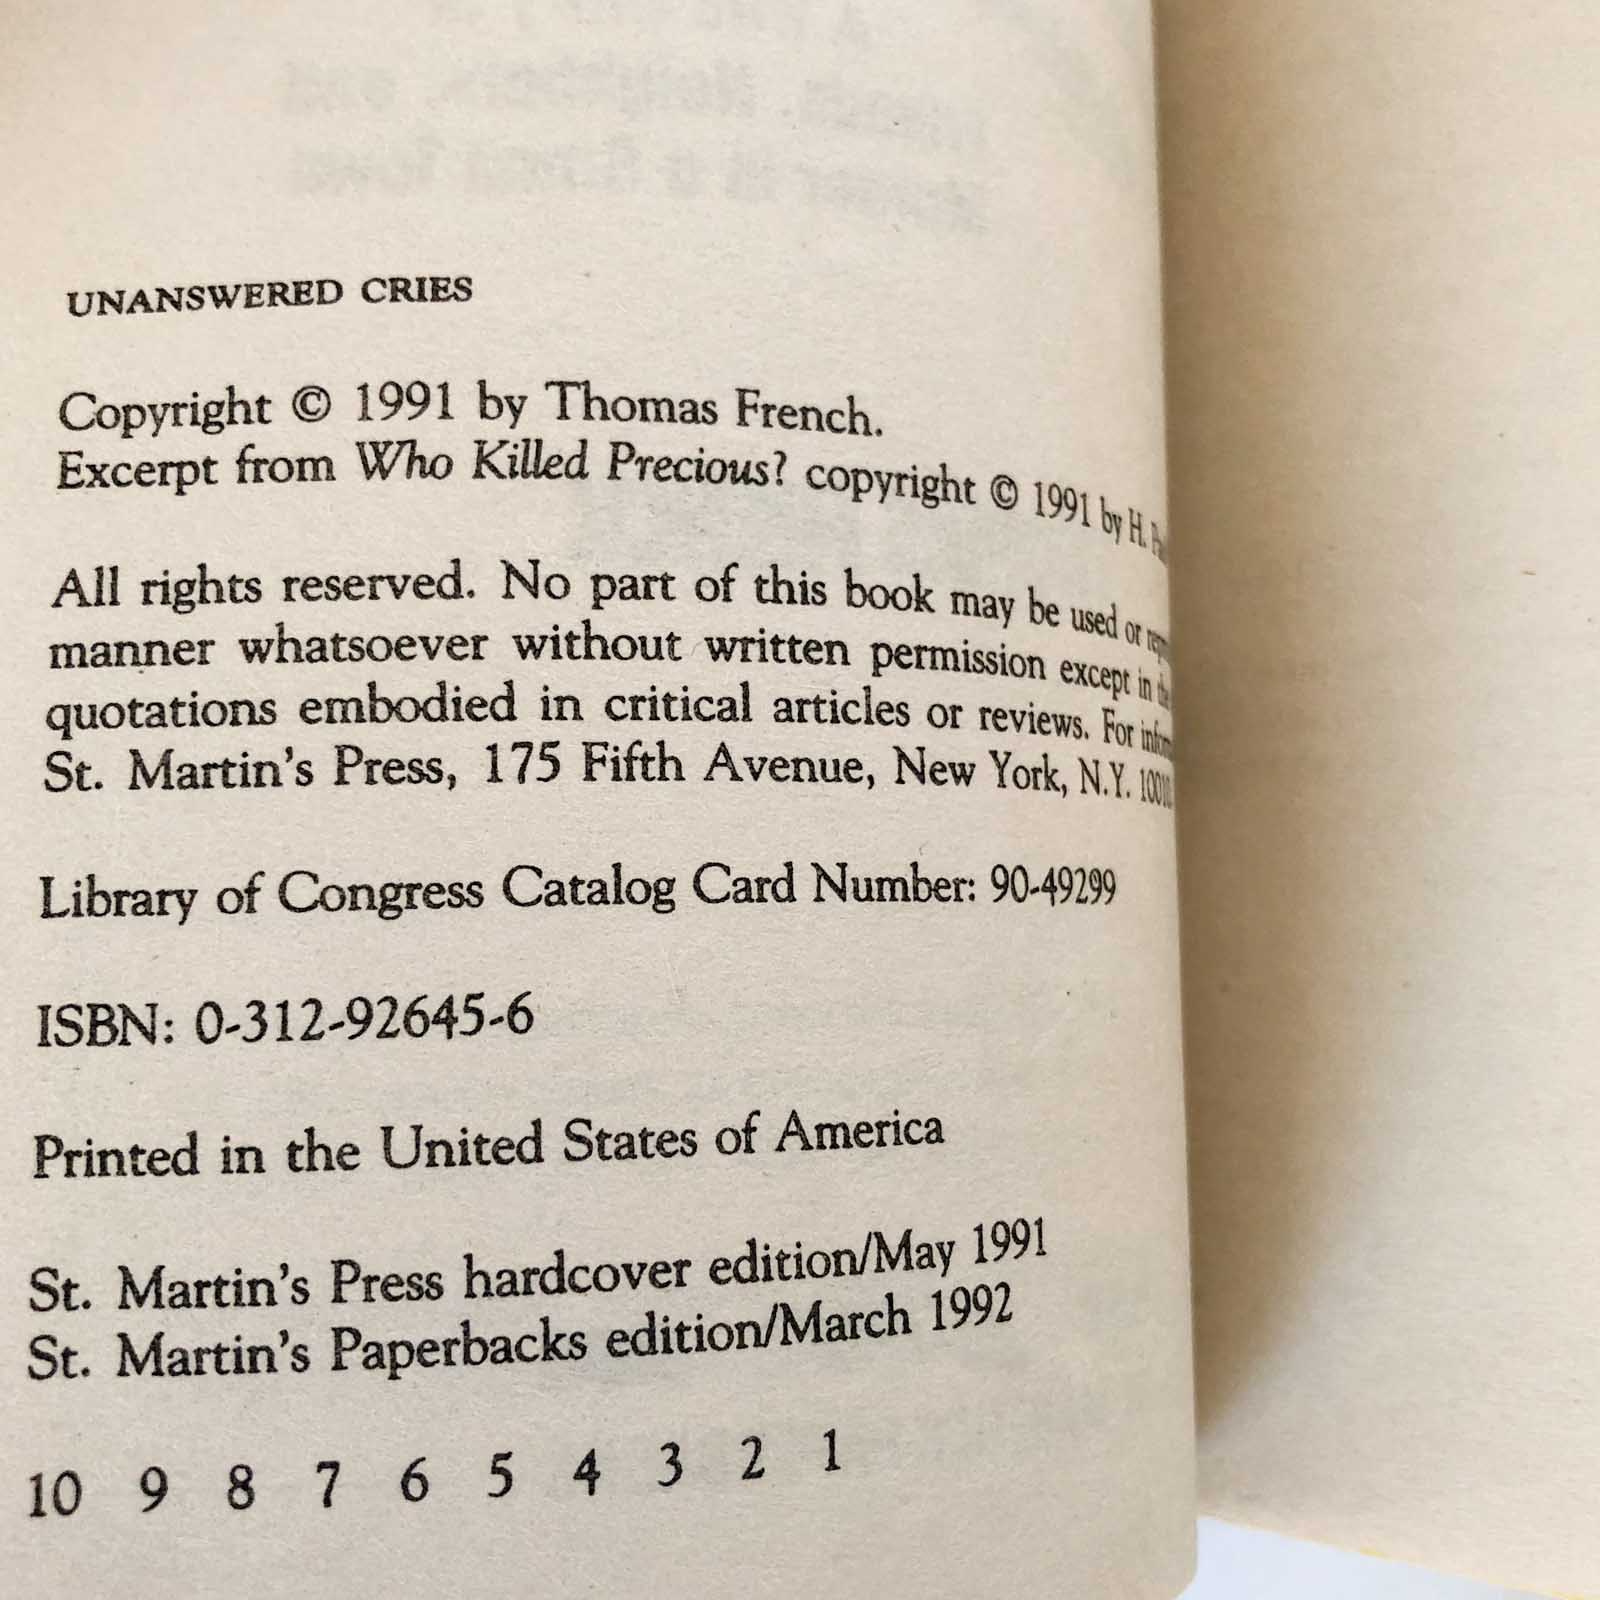 UNANSWERED CRIES
Copyright © 1991 by Thomas French.
Excerpt from Who Killed Precious? copyright © 1991 by H.
All rights reserved. No part of this book may be used or
manner whatsoever without written permission except in the
quotations embodied in critical articles or reviews. For
St. Martin's Press, 175 Fifth Avenue, New York, N.Y. 10010
Library of Congress Catalog Card Number: 90-49299
ISBN: 0-312-92645-6
Printed in the United States of America
St. Martin's Press hardcover edition/May 1991
St. Martin's Paperbacks edition/March 1992
10 9 8 7 6 5 4 3 2 1